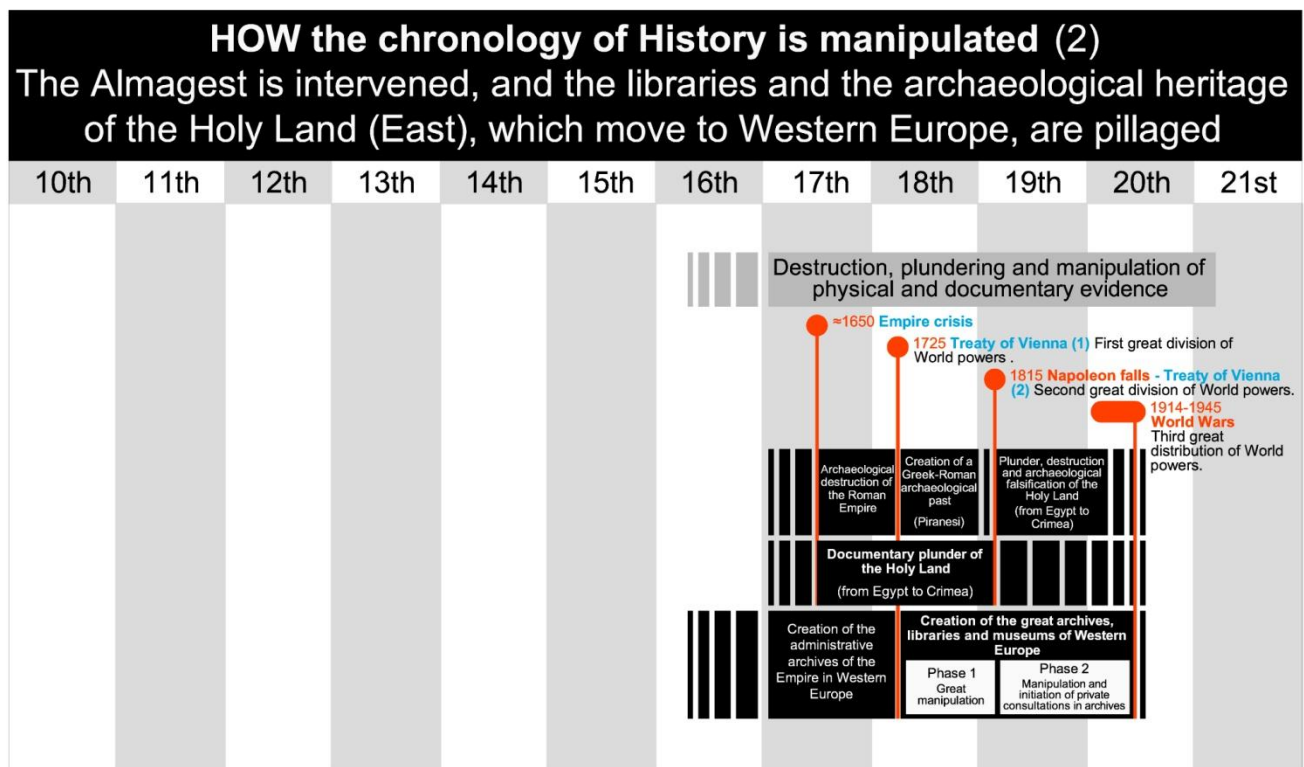 HOW the chronology of History is manipulated (2)
The Almagest is intervened, and the libraries and the archaeological heritage
of the Holy Land (East), which move to Western Europe, are pillaged
10th 11th 12th 13th 14th 15th 16th 17th 18th 19th 20th 21st
Destruction, plundering and manipulation of
physical and documentary evidence
≈1650 Empire crisis
1725 Treaty of Vienna (1) First great division of
World powers .
1815 Napoleon falls - Treaty of Vienna
(2) Second great division of World powers.
1914-1945
World Wars
Third great
distribution of World
powers.
Archaeological
destruction of
the Roman
Empire
Creation of a
Greek-Roman
archaeological
past
(Piranesi)
Plunder, destruction
and archaeological
falsification of the
Holy Land
(from Egypt to
Crimea)
Documentary plunder of
the Holy Land
(from Egypt to Crimea)
Creation of the
administrative
archives of the
Empire in Western
Europe
Creation of the great archives,
libraries and museums of Western
Europe
Phase 1
Great
manipulation
Phase 2
Manipulation and
initiation of private
consultations in archives